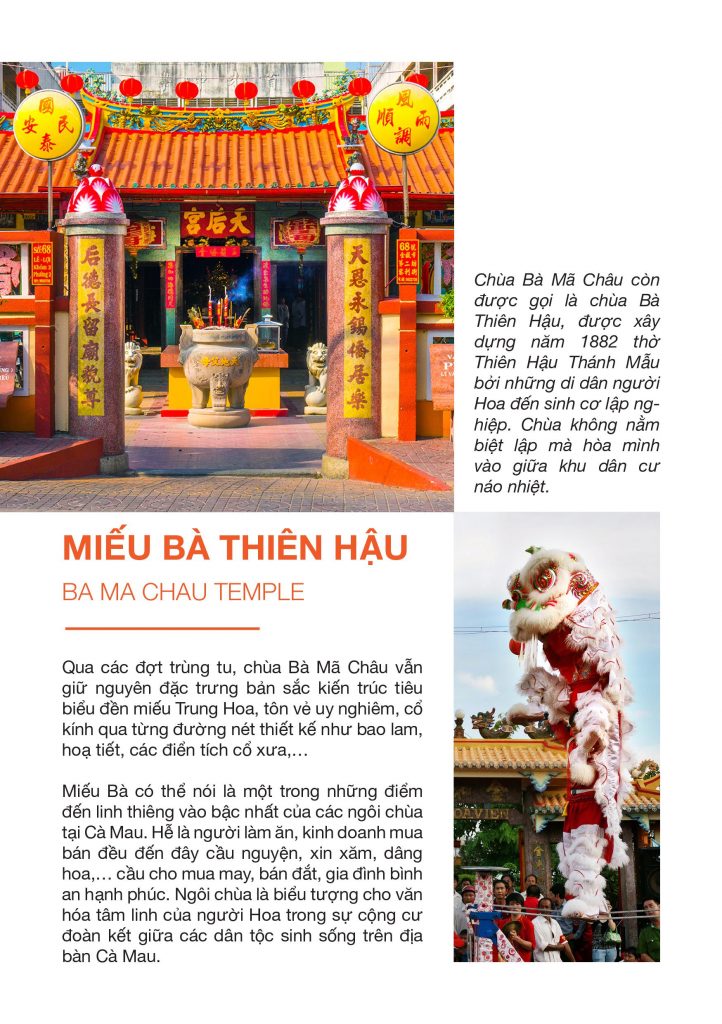 國
安 民
泰
風
順 雨
調
天后宮
后德長留廟貌尊
天恩永錫僑居樂
SỐ:68
LÊ-LỢI
68
Chùa Bà Mã Châu còn
được gọi là chùa Bà
Thiên Hậu, được xây
dựng năm 1882 thờ
Thiên Hậu Thánh Mẫu
bởi những di dân người
Hoa đến sinh cơ lập ng-
hiệp. Chùa không nằm
biệt lập mà hòa mình
vào giữa khu dân cư
náo nhiệt.
MIẾU BÀ THIÊN HẬU
BA MA CHAU TEMPLE
Qua các đợt trùng tu, chùa Bà Mã Châu vẫn
giữ nguyên đặc trưng bản sắc kiến trúc tiêu
biểu đền miếu Trung Hoa, tôn vẻ uy nghiêm, cổ
kính qua từng đường nét thiết kế như bao lam,
hoạ tiết, các điển tích cổ xưa,…
Miếu Bà có thể nói là một trong những điểm
đến linh thiêng vào bậc nhất của các ngôi chùa
tại Cà Mau. Hễ là người làm ăn, kinh doanh mua
bán đều đến đây cầu nguyện, xin xăm, dâng
hoa,… cầu cho mua may, bán đắt, gia đình bình
an hạnh phúc. Ngôi chùa là biểu tượng cho văn
hóa tâm linh của người Hoa trong sự cộng cư
đoàn kết giữa các dân tộc sinh sống trên địa
bàn Cà Mau.